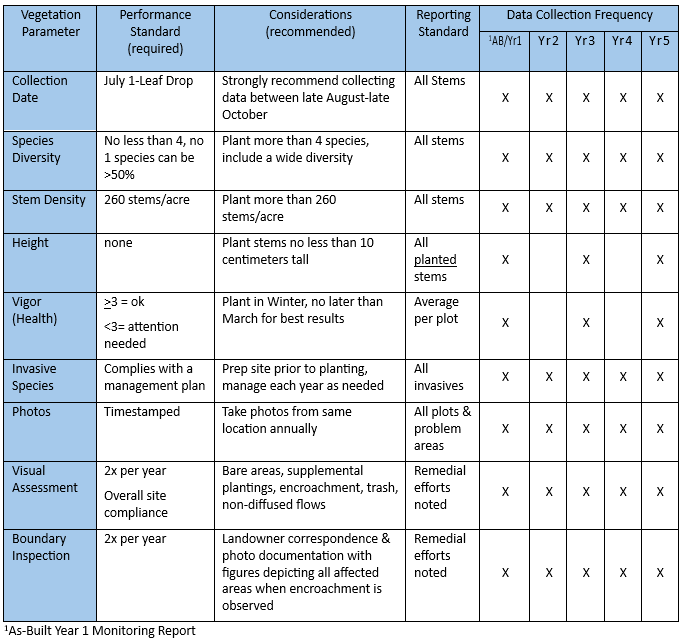 Vegetation Parameter | Performance Standard (required) | Considerations (recommended) | Reporting Standard | Data Collection Frequency
¹AB/Yr1 | Yr2 | Yr3 | Yr4 | Yr5
Collection Date | July 1-Leaf Drop | Strongly recommend collecting data between late August-late October | All Stems | X | X | X | X | X
Species Diversity | No less than 4, no 1 species can be >50% | Plant more than 4 species, include a wide diversity | All stems | X | X | X | X | X
Stem Density | 260 stems/acre | Plant more than 260 stems/acre | All stems | X | X | X | X | X
Height | none | Plant stems no less than 10 centimeters tall | All planted stems | X | | X | | X
Vigor (Health) | ≥3 = ok <3= attention needed | Plant in Winter, no later than March for best results | Average per plot | X | | X | | X
Invasive Species | Complies with a management plan | Prep site prior to planting, manage each year as needed | All invasives | X | X | X | X | X
Photos | Timestamped | Take photos from same location annually | All plots & problem areas | X | X | X | X | X
Visual Assessment | 2x per year Overall site compliance | Bare areas, supplemental plantings, encroachment, trash, non-diffused flows | Remedial efforts noted | X | X | X | X | X
Boundary Inspection | 2x per year | Landowner correspondence & photo documentation with figures depicting all affected areas when encroachment is observed | Remedial efforts noted | X | X | X | X | X
¹As-Built Year 1 Monitoring Report